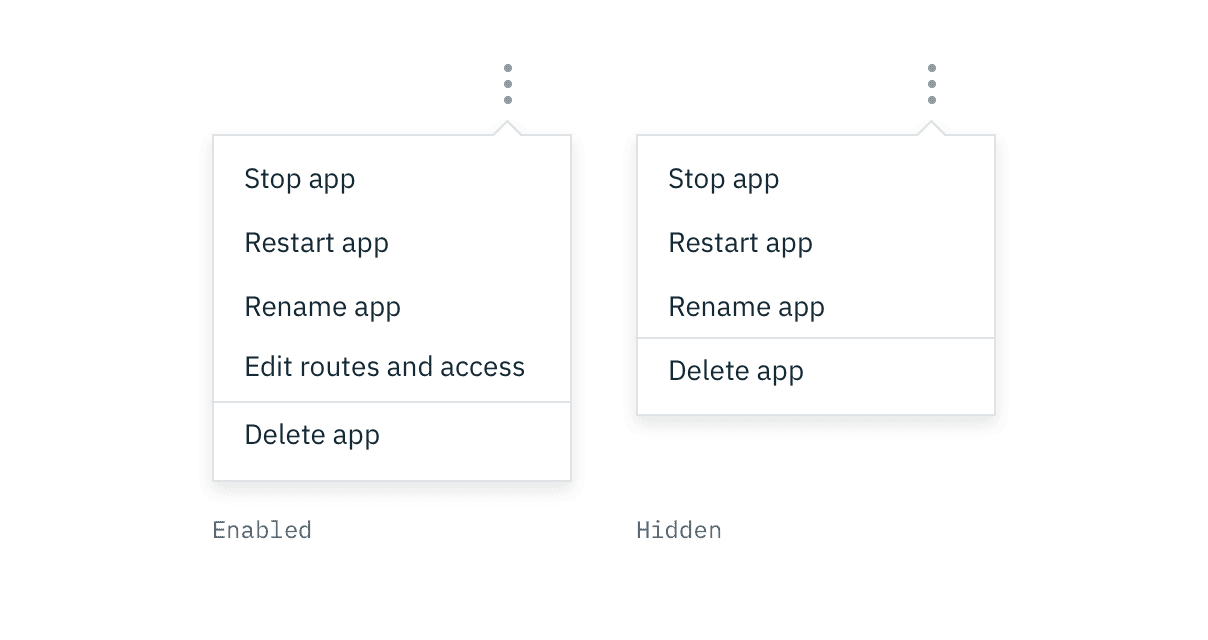 Stop app
Restart app
Rename app
Edit routes and access
Delete app
Enabled
Stop app
Restart app
Rename app
Delete app
Hidden